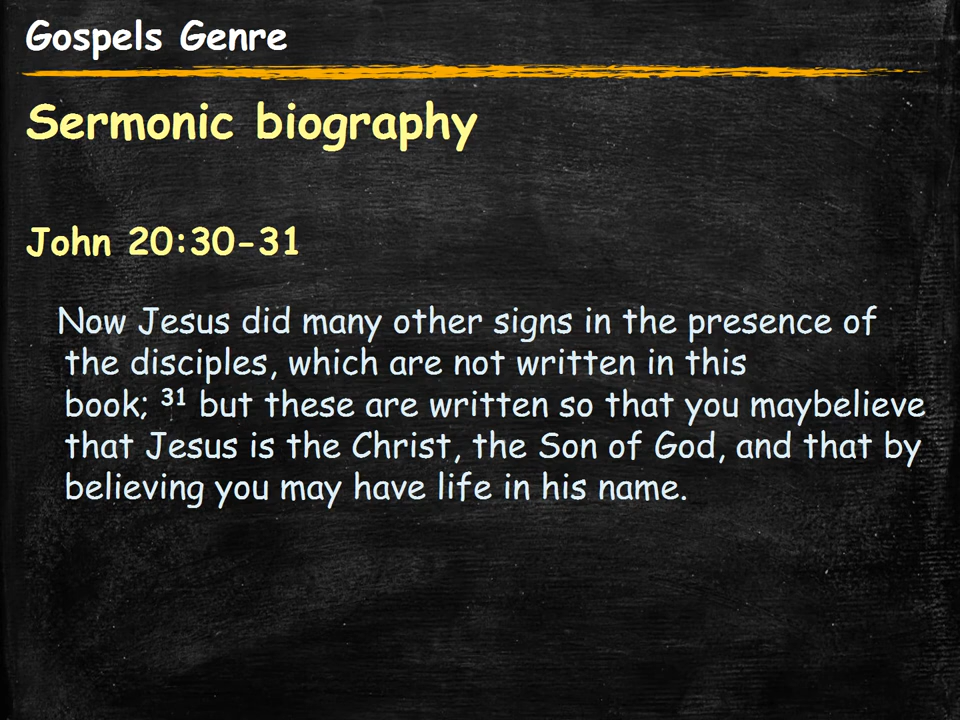 Gospels Genre
Sermonic biography
John 20:30-31
Now Jesus did many other signs in the presence of
the disciples, which are not written in this
book; ³¹ but these are written so that you maybelieve
that Jesus is the Christ, the Son of God, and that by
believing you may have life in his name.